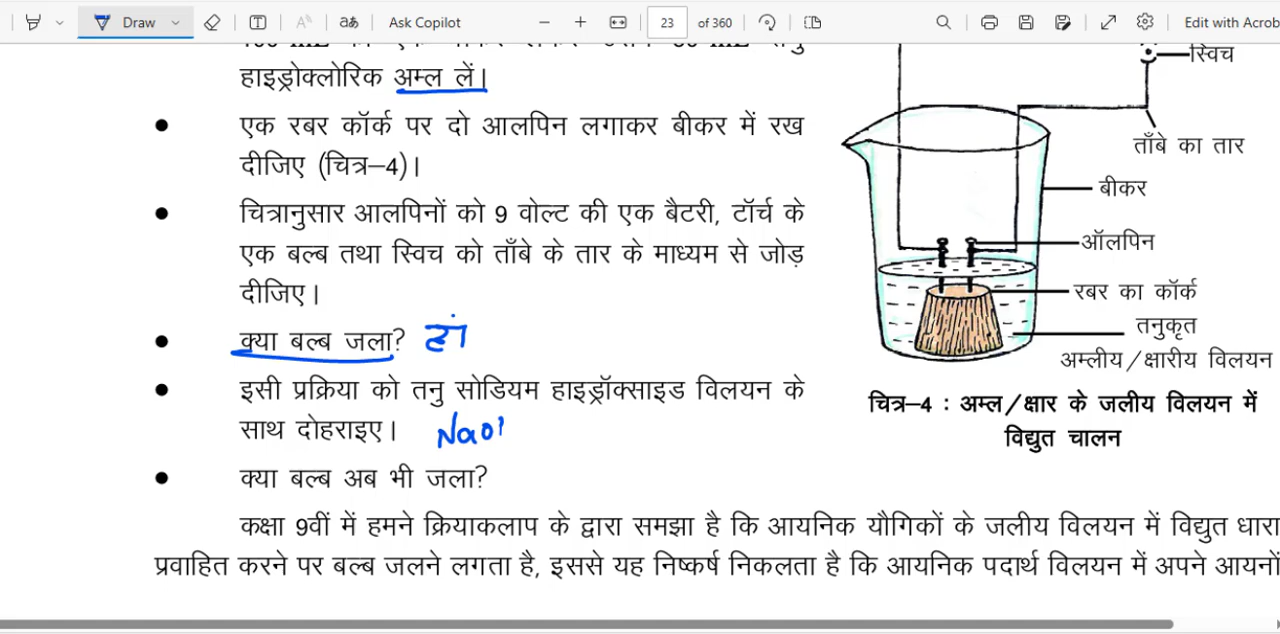 Draw
aあ
Ask Copilot
23 of 360
Edit with Acrob
हाइड्रोक्लोरिक अम्ल लें।
• एक रबर कॉर्क पर दो आलपिन लगाकर बीकर में रख
दीजिए (चित्र–4)।
• चित्रानुसार आलपिनों को 9 वोल्ट की एक बैटरी, टॉर्च के
एक बल्ब तथा स्विच को ताँबे के तार के माध्यम से जोड़
दीजिए।
• क्या बल्ब जला? हां
• इसी प्रक्रिया को तनु सोडियम हाइड्रॉक्साइड विलयन के
साथ दोहराइए।
• क्या बल्ब अब भी जला?
स्विच
ताँबे का तार
बीकर
ऑलपिन
रबर का कॉर्क
तनुकृत
अम्लीय/क्षारीय विलयन
चित्र–4 : अम्ल/क्षार के जलीय विलयन में
विद्युत चालन
कक्षा 9वीं में हमने क्रियाकलाप के द्वारा समझा है कि आयनिक यौगिकों के जलीय विलयन में विद्युत धारा
प्रवाहित करने पर बल्ब जलने लगता है, इससे यह निष्कर्ष निकलता है कि आयनिक पदार्थ विलयन में अपने आयनों